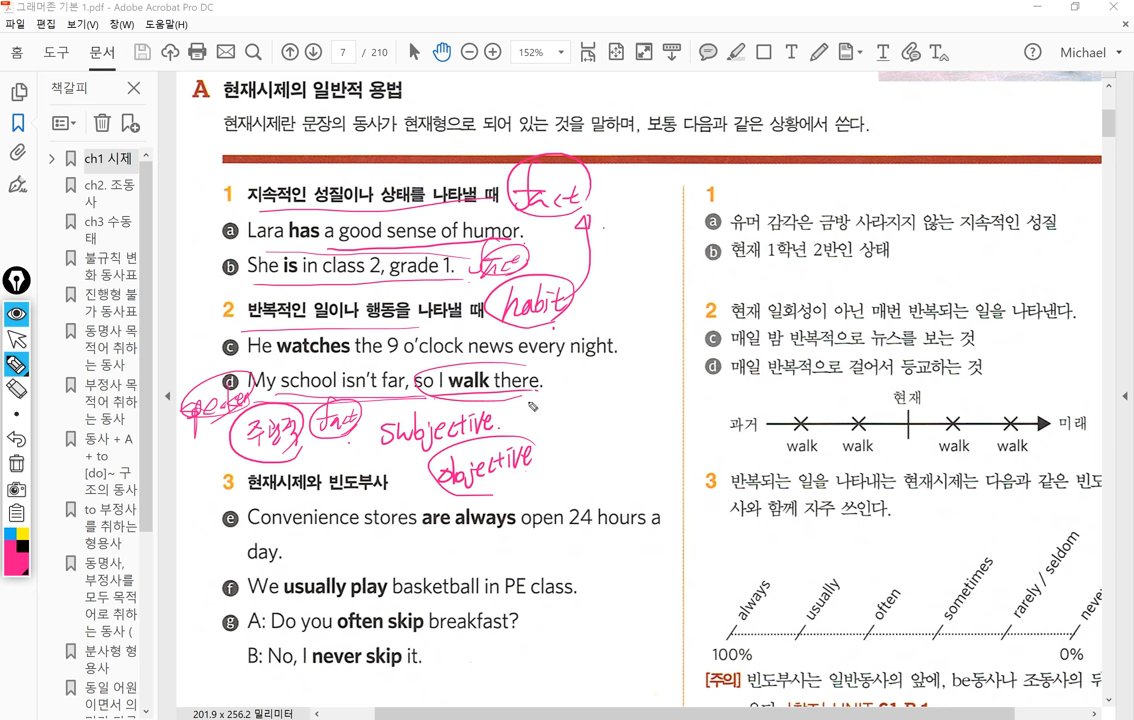 그래머존 기본 1.pdf - Adobe Acrobat Pro DC
파일 편집 보기(V) 창(W) 도움말(H)
홈 도구 문서 7 / 210 152% Michael
책갈피
ch1 시제
ch2. 조동
사
ch3 수동
태
불규칙 변
화 동사표
진행형 불
가 동사표
동명사 목
적어 취하
는 동사
부정사 목
적어 취하
는 동사
동사 + A
+ to
[do]~ 구
조의 동사
to 부정사
를 취하는
형용사
동명사,
부정사를
모두 목적
어로 취하
는 동사 (
분사형 형
용사
동일 어원
이면서 의
A 현재시제의 일반적 용법
현재시제란 문장의 동사가 현재형으로 되어 있는 것을 말하며, 보통 다음과 같은 상황에서 쓴다.
1 지속적인 성질이나 상태를 나타낼 때 fact
ⓐ Lara has a good sense of humor.
ⓑ She is in class 2, grade 1.
2 반복적인 일이나 행동을 나타낼 때 habit
ⓒ He watches the 9 o'clock news every night.
ⓓ My school isn't far, so I walk there.
speaker
fact subjective.
objective
3 현재시제와 빈도부사
ⓔ Convenience stores are always open 24 hours a
day.
ⓕ We usually play basketball in PE class.
ⓖ A: Do you often skip breakfast?
B: No, I never skip it.
1
ⓐ 유머 감각은 금방 사라지지 않는 지속적인 성질
ⓑ 현재 1학년 2반인 상태
2 현재 일회성이 아닌 매번 반복되는 일을 나타낸다.
ⓒ 매일 밤 반복적으로 뉴스를 보는 것
ⓓ 매일 반복적으로 걸어서 등교하는 것
현재
과거 미래
walk walk walk walk
3 반복되는 일을 나타내는 현재시제는 다음과 같은 빈도
사와 함께 자주 쓰인다.
always usually often sometimes rarely / seldom never
100% 0%
[주의] 빈도부사는 일반동사의 앞에, be동사나 조동사의 뒤
201.9 x 256.2 밀리미터